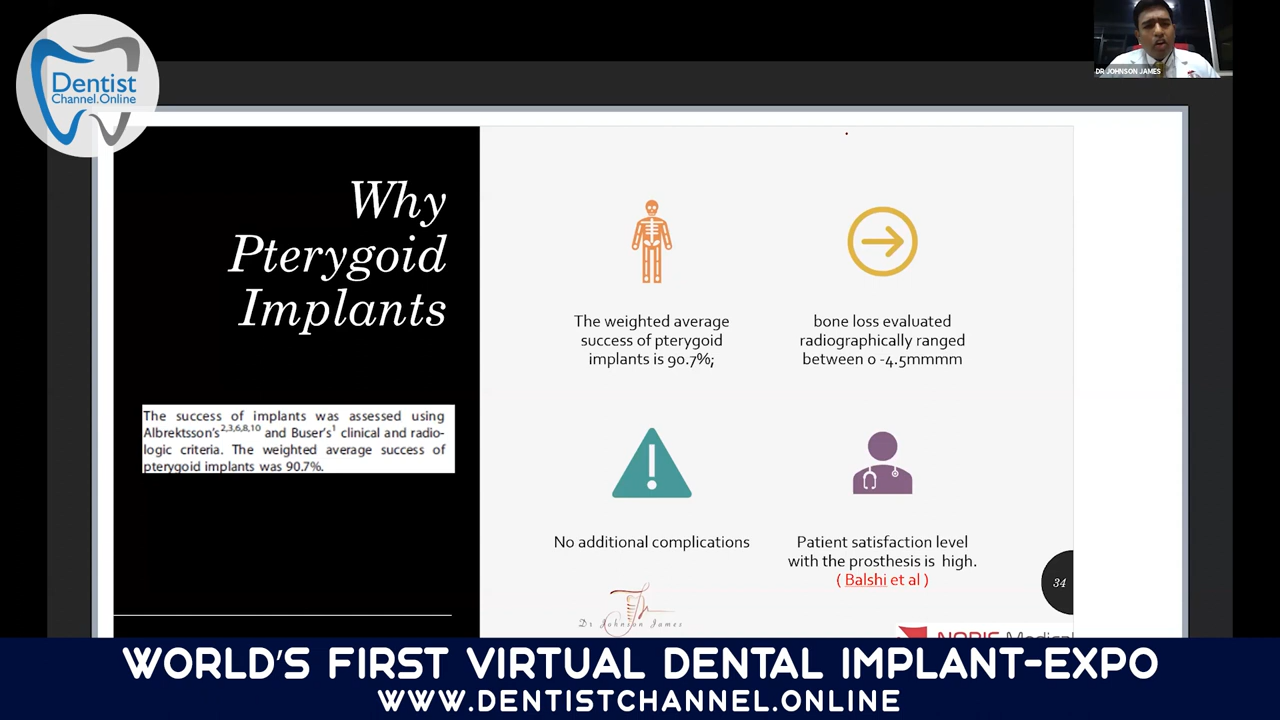 Dentist
Channel.Online
DR JOHNSON JAMES
Why
Pterygoid
Implants
The success of implants was assessed using
Albrektsson's2,3,6,8,10 and Buser's1 clinical and radio-
logic criteria. The weighted average success of
pterygoid implants was 90.7%.
The weighted average
success of pterygoid
implants is 90.7%;
bone loss evaluated
radiographically ranged
between 0 -4.5mmmm
No additional complications
Patient satisfaction level
with the prosthesis is high.
( Balshi et al )
34
Dr Johnson James
NORIS Medical
WORLD'S FIRST VIRTUAL DENTAL IMPLANT-EXPO
WWW.DENTISTCHANNEL.ONLINE